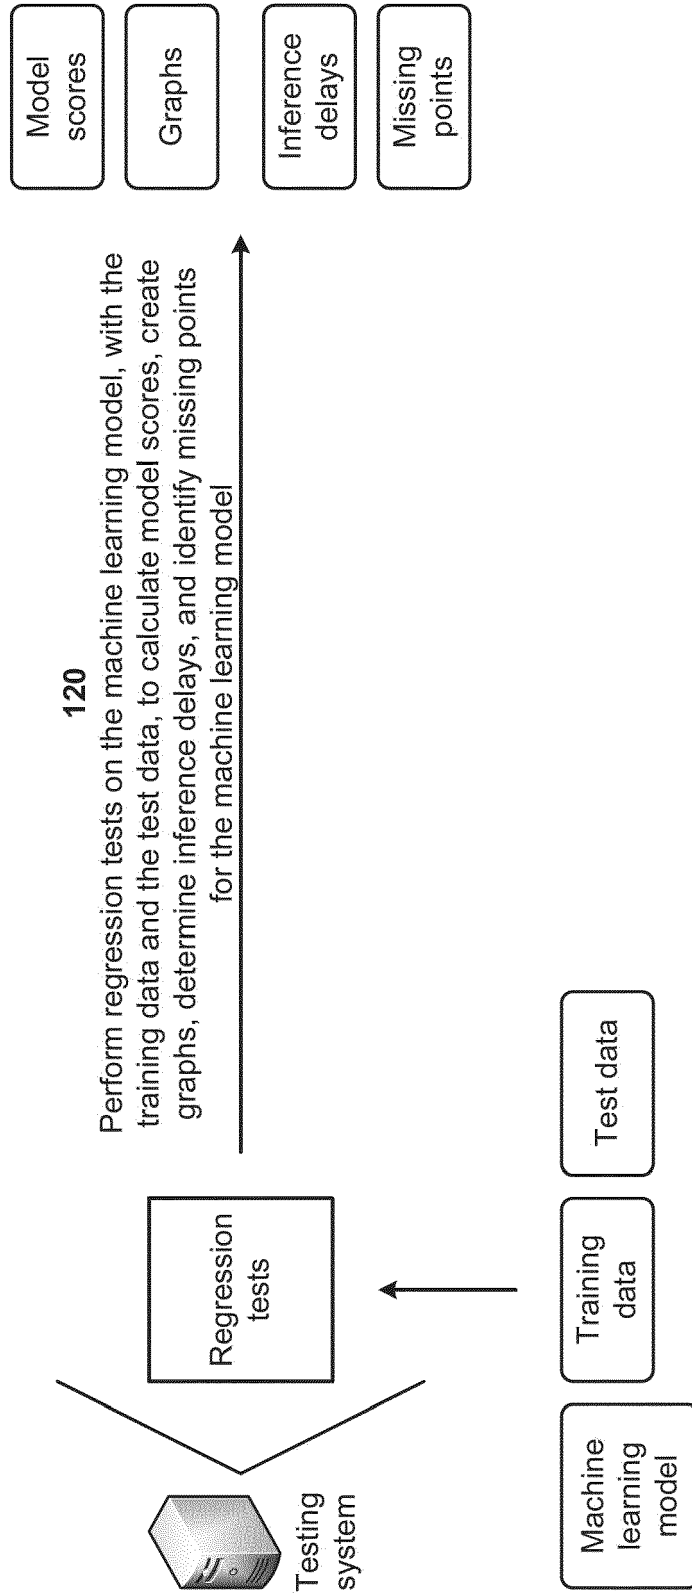 120
Perform regression tests on the machine learning model, with the
training data and the test data, to calculate model scores, create
graphs, determine inference delays, and identify missing points
for the machine learning model
Testing
system
Regression
tests
Model
scores
Graphs
Inference
delays
Missing
points
Machine
learning
model
Training
data
Test data